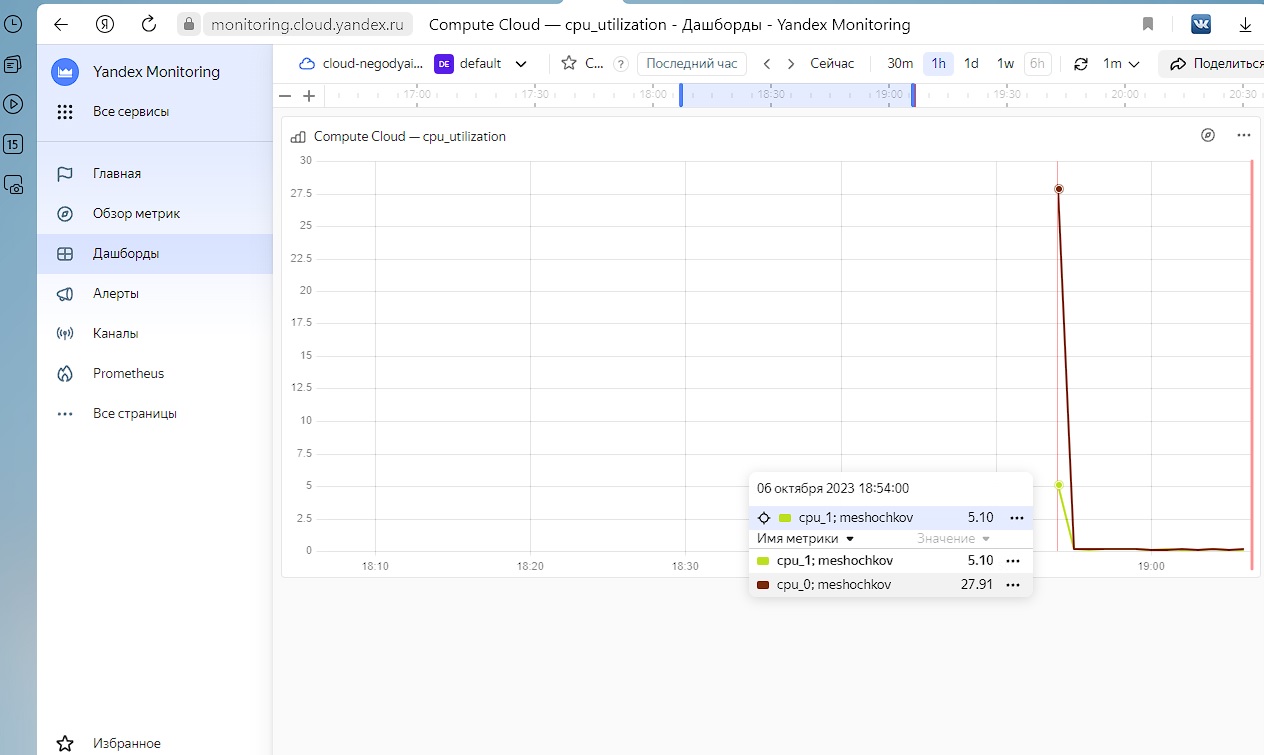 monitoring.cloud.yandex.ru Compute Cloud — cpu_utilization - Дашборды - Yandex Monitoring
Yandex Monitoring
Все сервисы
Главная
Обзор метрик
Дашборды
Алерты
Каналы
Prometheus
Все страницы
Избранное
15
cloud-negodyai... DE default С... ? Последний час Сейчас 30m 1h 1d 1w 6h 1m Поделиться
17:00 17:30 18:00 18:30 19:00 19:30 20:00 20:30
Compute Cloud — cpu_utilization
30
27.5
25
22.5
20
17.5
15
12.5
10
7.5
5
2.5
0
18:10 18:20 18:30 19:00
06 октября 2023 18:54:00
cpu_1; meshochkov 5.10
Имя метрики Значение
cpu_1; meshochkov 5.10
cpu_0; meshochkov 27.91